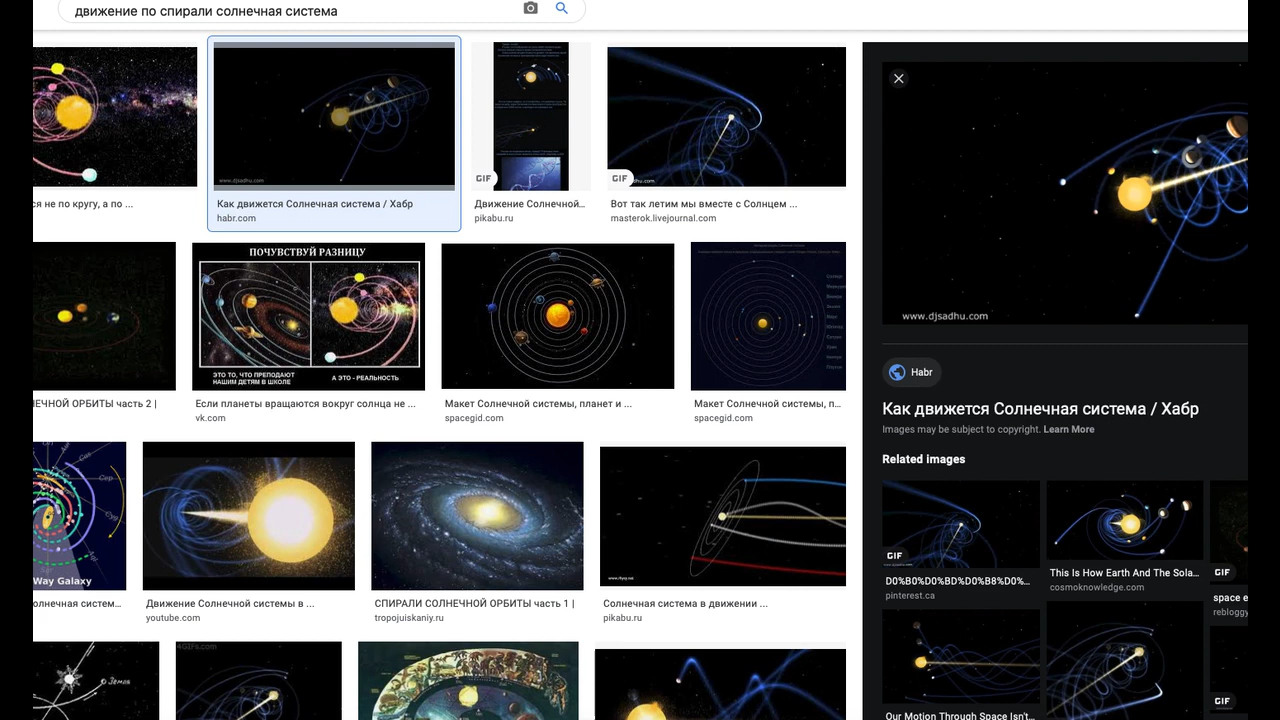 движение по спирали солнечная система
ся не по кругу, а по ...
www.djsadhu.com
Как движется Солнечная система / Хабр
habr.com
GIF
Движение Солнечной...
pikabu.ru
GIF
Вот так летим мы вместе с Солнцем ...
masterok.livejournal.com
www.djsadhu.com
Habr
Как движется Солнечная система / Хабр
Images may be subject to copyright. Learn More
Related images
ЕЧНОЙ ОРБИТЫ часть 2 |
ПОЧУВСТВУЙ РАЗНИЦУ
ЭТО ТО, ЧТО ПРЕПОДАЮТ
НАШИМ ДЕТЯМ В ШКОЛЕ
А ЭТО - РЕАЛЬНОСТЬ
Если планеты вращаются вокруг солнца не ...
vk.com
Макет Солнечной системы, планет и ...
spacegid.com
Макет Солнечной системы, п...
spacegid.com
Way Galaxy
олнечная систем...
Движение Солнечной системы в ...
youtube.com
СПИРАЛИ СОЛНЕЧНОЙ ОРБИТЫ часть 1 |
tropojuiskaniy.ru
Солнечная система в движении ...
pikabu.ru
GIF
D0%B0%D0%BD%D0%B8%D0%...
pinterest.ca
This Is How Earth And The Sola...
cosmoknowledge.com
GIF
space e
rebloggy
Our Motion Through Space Isn't...
GIF
4GIFs.com
Земля